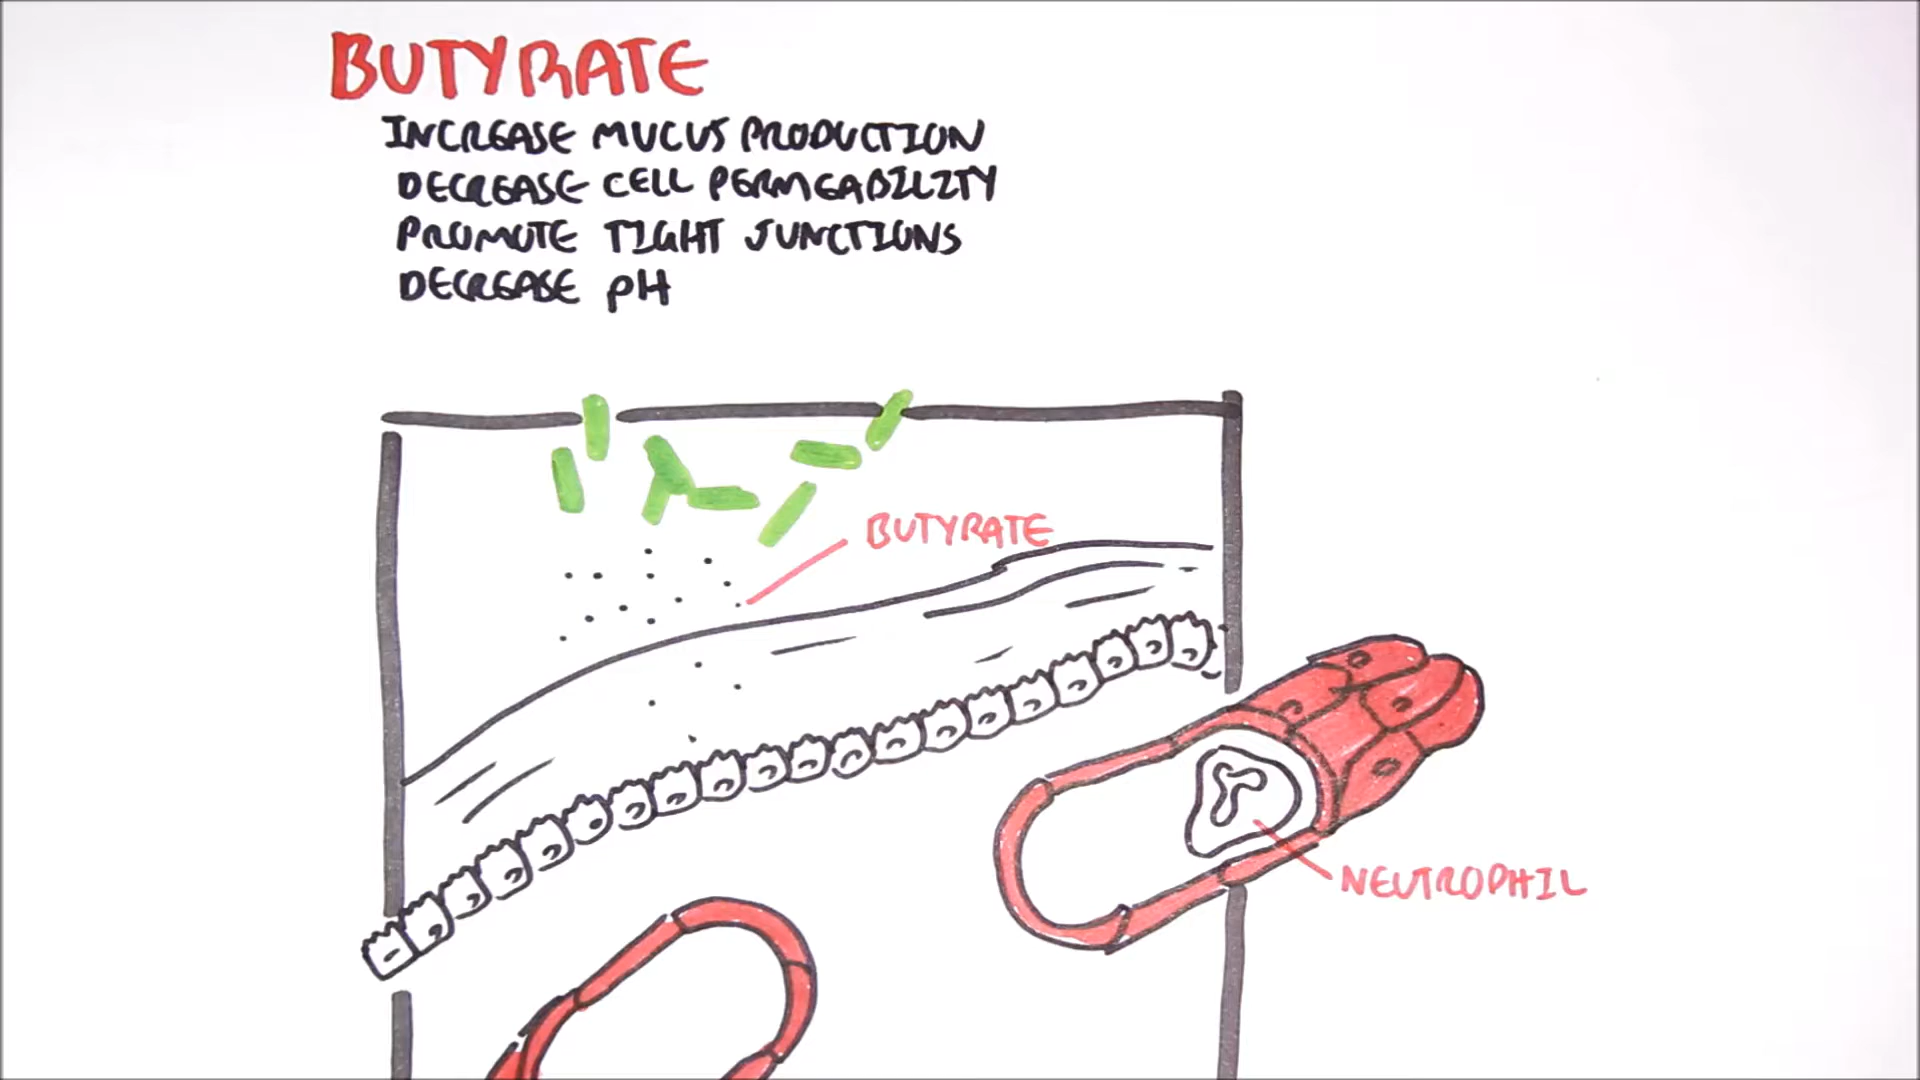 BUTYRATE
INCREASE MUCUS PRODUCTION
DECREASE CELL PERMEABILITY
PROMOTE TIGHT JUNCTIONS
DECREASE pH
BUTYRATE
NEUTROPHIL